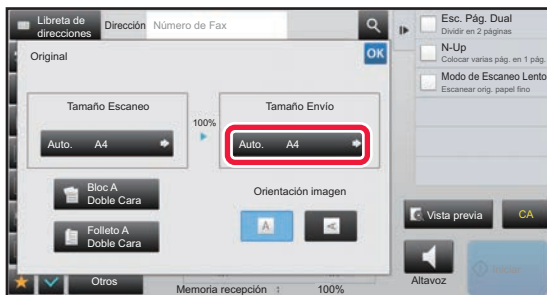 Libreta de
direcciones
Dirección
Número de Fax
Original
OK
Tamaño Escaneo
100%
Tamaño Envío
Auto. A4
Auto. A4
Bloc A
Doble Cara
Folleto A
Doble Cara
Orientación imagen
A
A
Otros
Memoria recepción : 100%
Esc. Pág. Dual
Dividir en 2 páginas
N-Up
Colocar varias pág. en 1 pág.
Modo de Escaneo Lento
Escanear orig. papel fino
Vista previa
CA
Altavoz